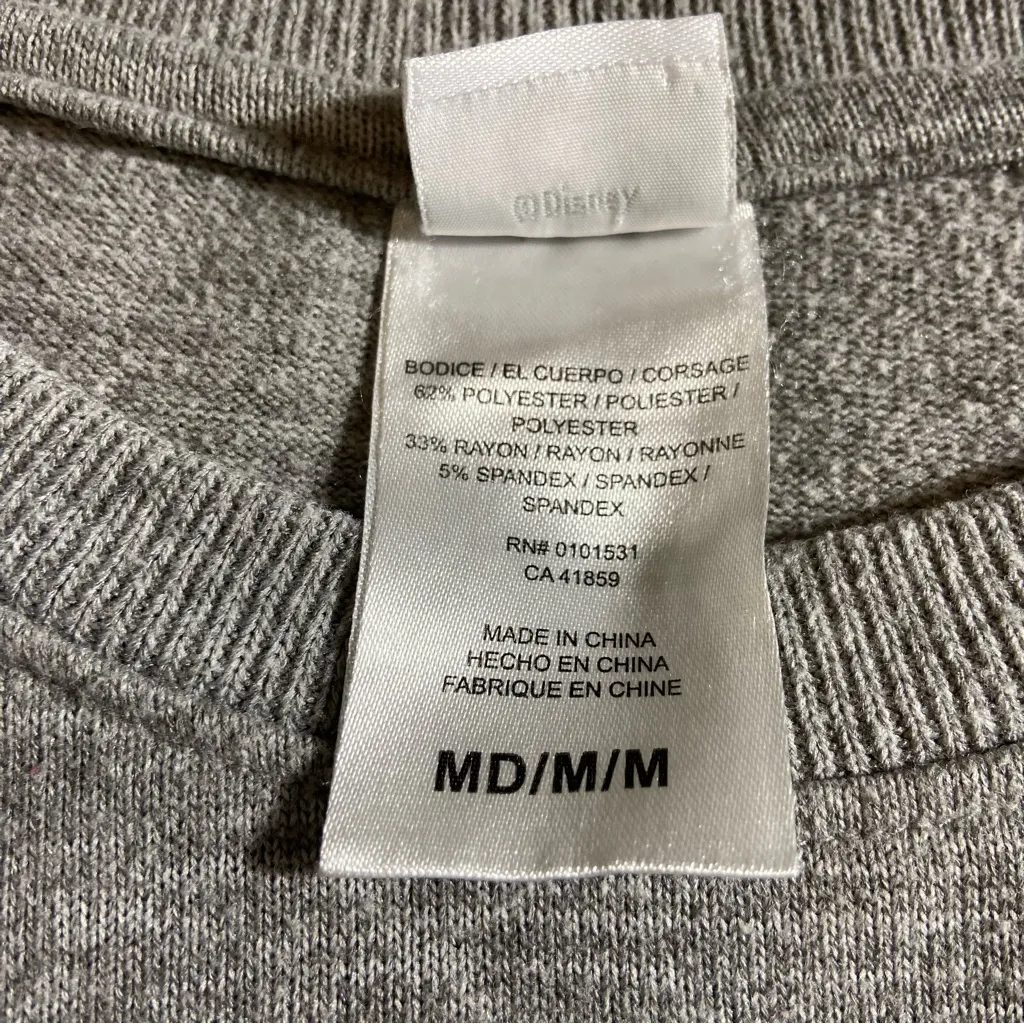 ©Disney
BODICE / EL CUERPO / CORSAGE
62% POLYESTER / POLIESTER /
POLYESTER
33% RAYON / RAYON / RAYONNE
5% SPANDEX / SPANDEX /
SPANDEX
RN# 0101531
CA 41859
MADE IN CHINA
HECHO EN CHINA
FABRIQUE EN CHINE
MD/M/M